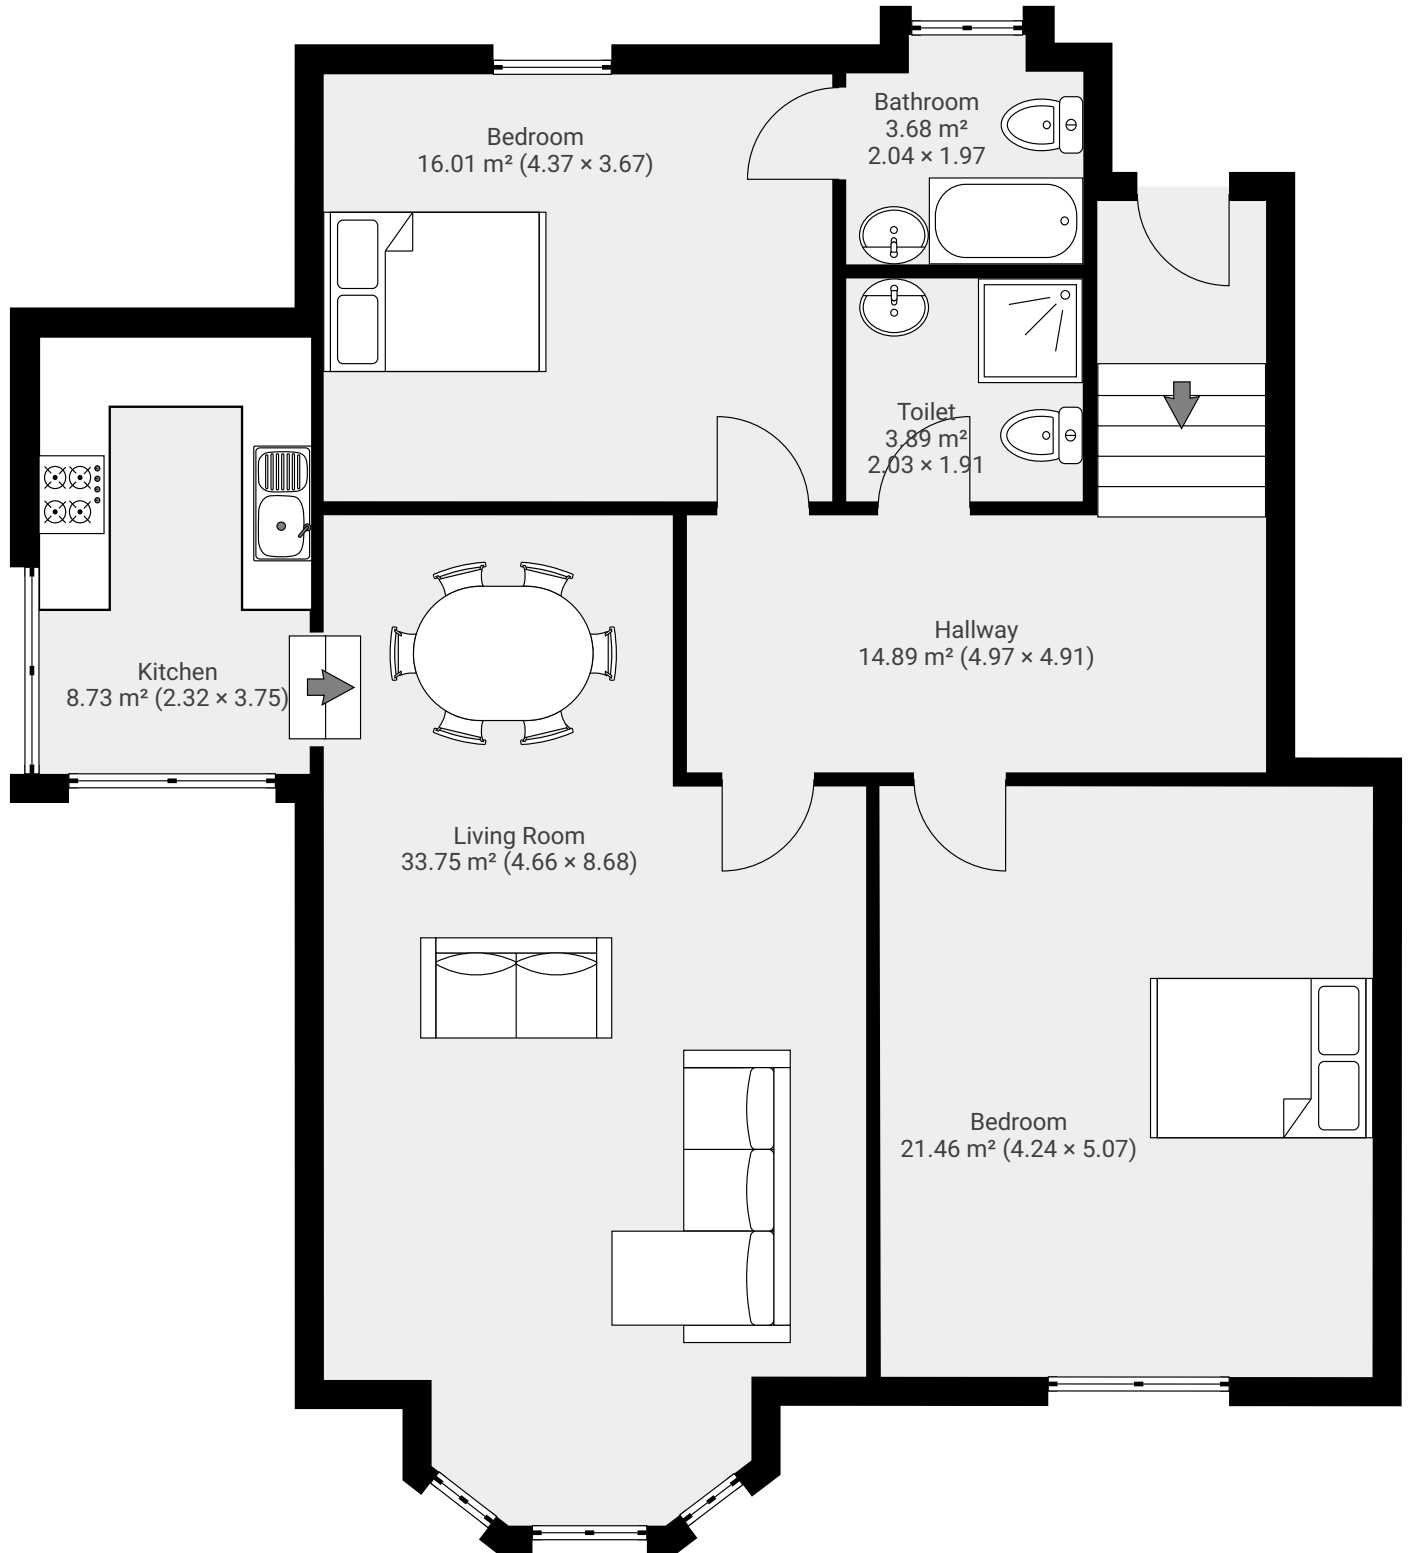 Bedroom
16.01 m² (4.37 × 3.67)
Bathroom
3.68 m²
2.04 × 1.97
Toilet
3.89 m²
2.03 × 1.91
Hallway
14.89 m² (4.97 × 4.91)
Kitchen
8.73 m² (2.32 × 3.75)
Living Room
33.75 m² (4.66 × 8.68)
Bedroom
21.46 m² (4.24 × 5.07)